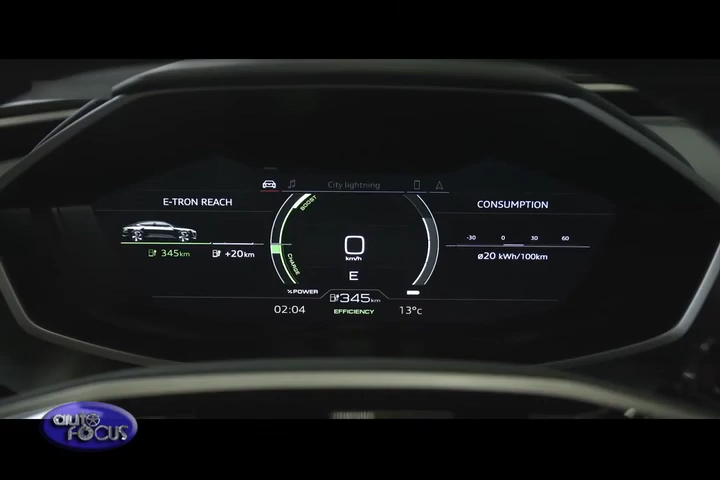 City lightning
E-TRON REACH
CONSUMPTION
BOOST
-30 0 30 60
0
km/h
345km
+20km
CHARGE
E
ø20 kWh/100km
% POWER
345km
02:04
EFFICIENCY
13°C
auto
FOCUS